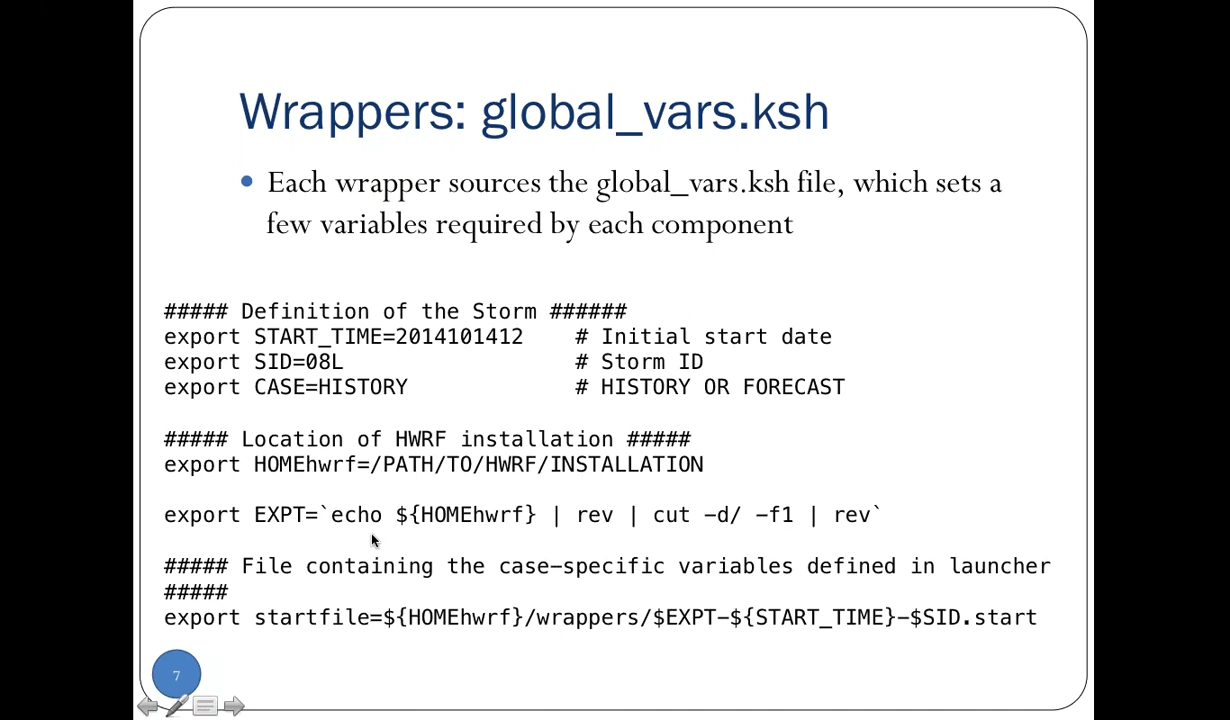 Wrappers: global_vars.ksh
• Each wrapper sources the global_vars.ksh file, which sets a
few variables required by each component
##### Definition of the Storm ######
export START_TIME=2014101412    # Initial start date
export SID=08L                  # Storm ID
export CASE=HISTORY             # HISTORY OR FORECAST
##### Location of HWRF installation #####
export HOMEhwrf=/PATH/TO/HWRF/INSTALLATION
export EXPT=`echo ${HOMEhwrf} | rev | cut -d/ -f1 | rev`
##### File containing the case-specific variables defined in launcher
#####
export startfile=${HOMEhwrf}/wrappers/$EXPT-${START_TIME}-$SID.start
7